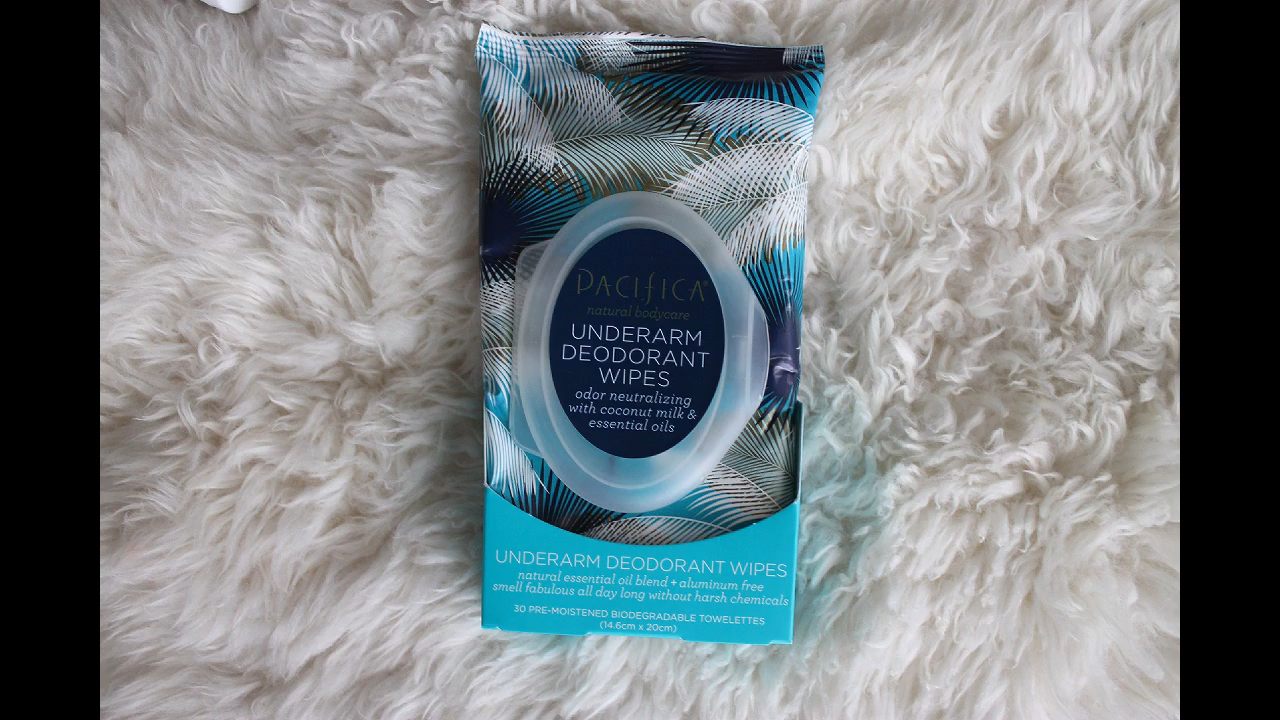 PACIFICA
natural bodycare
UNDERARM
DEODORANT
WIPES
odor neutralizing
with coconut milk &
essential oils
UNDERARM DEODORANT WIPES
natural essential oil blend + aluminum free
smell fabulous all day long without harsh chemicals
30 PRE-MOISTENED BIODEGRADABLE TOWELETTES
(14.6cm x 20cm)